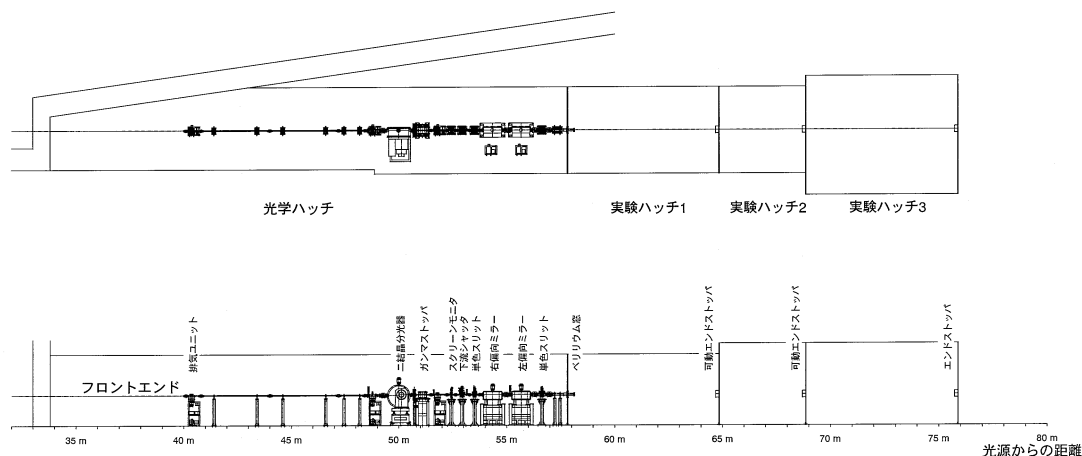 光学ハッチ
実験ハッチ1
実験ハッチ2
実験ハッチ3
フロントエンド
排気ユニット
二結晶分光器
ガンマストッパ
スクリーンモニタ
下流シャッタ
単色スリット
右偏向ミラー
左偏向ミラー
単色スリット
ベリリウム窓
可動エンドストッパ
可動エンドストッパ
エンドストッパ
35 m
40 m
45 m
50 m
55 m
60 m
65 m
70 m
75 m
80 m
光源からの距離